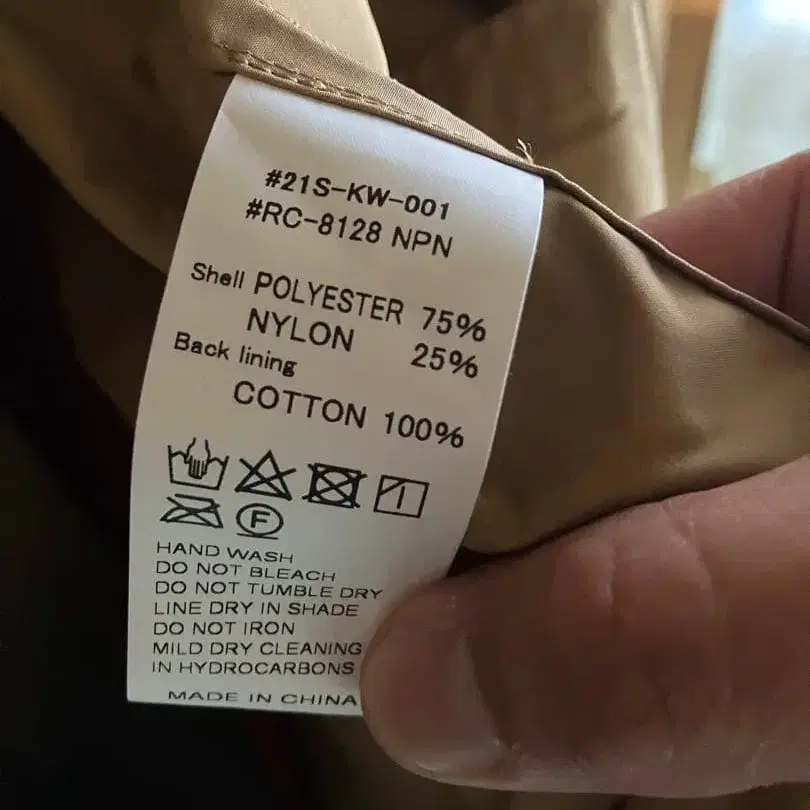 #21S-KW-001
#RC-8128 NPN
Shell POLYESTER 75%
NYLON 25%
Back lining
COTTON 100%
F
HAND WASH
DO NOT BLEACH
DO NOT TUMBLE DRY
LINE DRY IN SHADE
DO NOT IRON
MILD DRY CLEANING
IN HYDROCARBONS
MADE IN CHINA